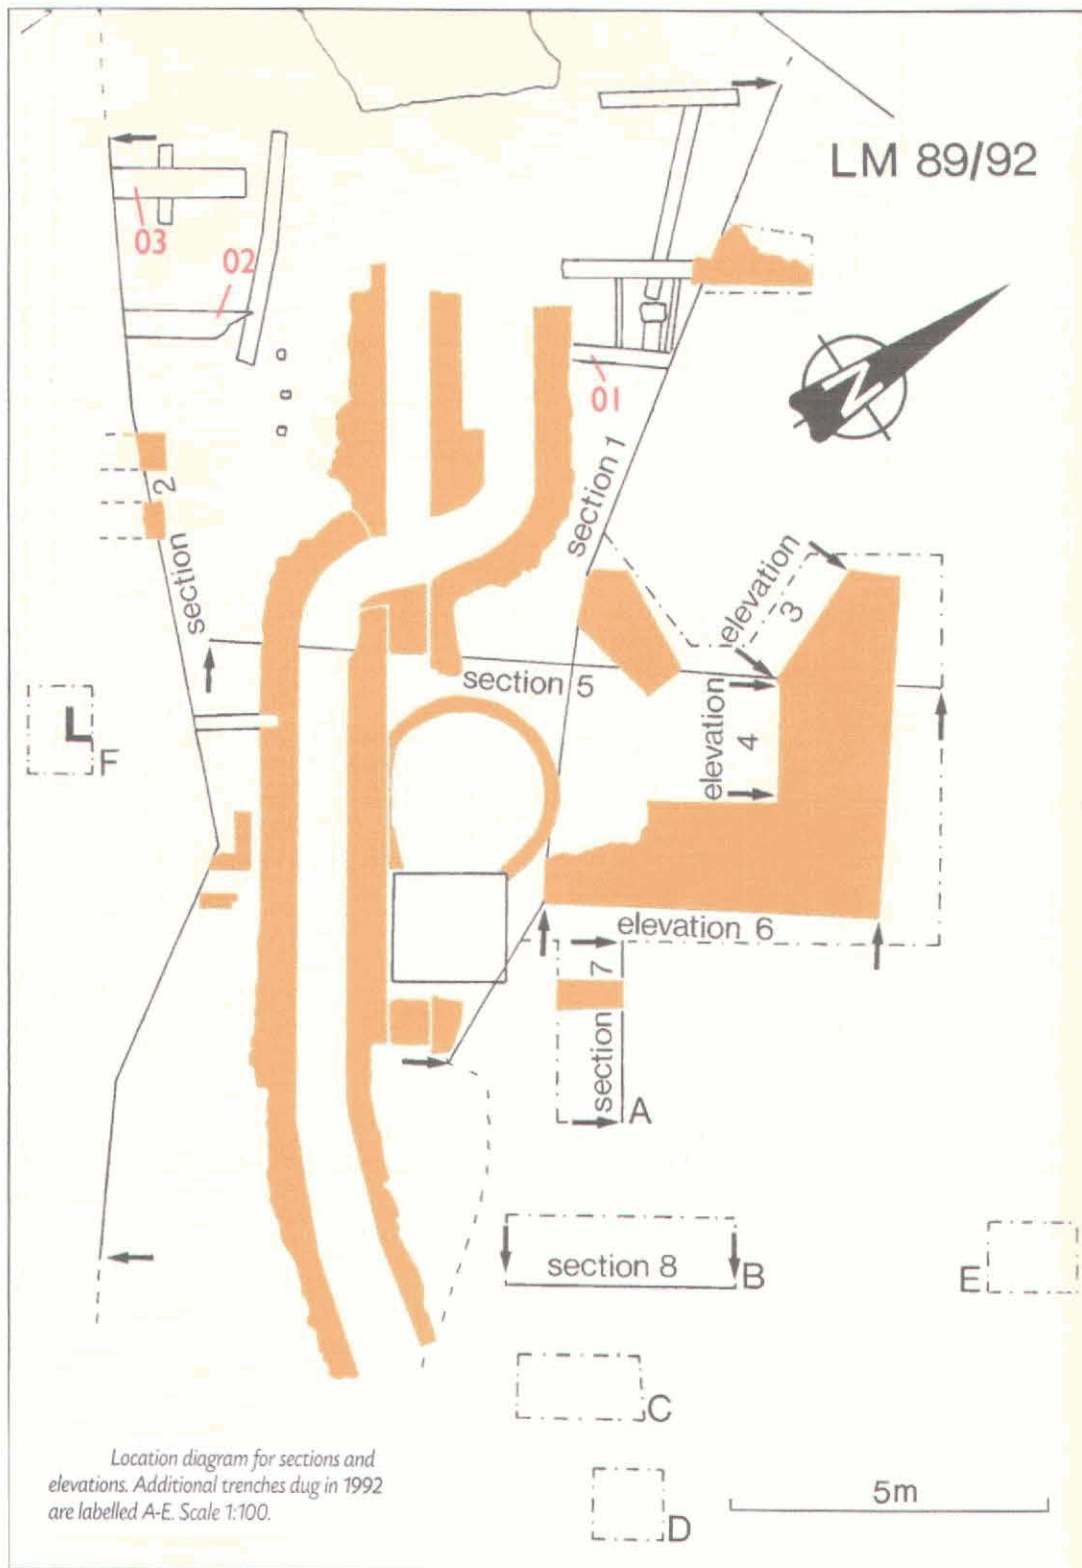 LM 89/92
03
02
01
N
section 1
section 2
elevation 3
section 5
elevation 4
F
elevation 6
section 7
A
section 8
B
E
C
D
5m
Location diagram for sections and
elevations. Additional trenches dug in 1992
are labelled A-E. Scale 1:100.